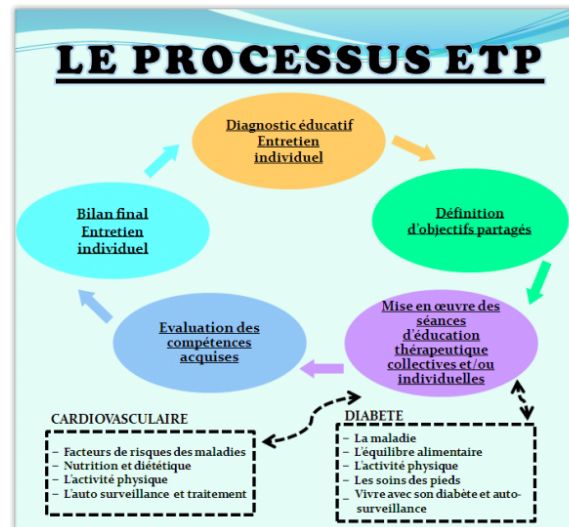 LE PROCESSUS ETP
Diagnostic éducatif
Entretien
individuel
Définition
d'objectifs partagés
Mise en œuvre des
séances
d'éducation
thérapeutique
collectives et/ou
individuelles
Evaluation des
compétences
acquises
Bilan final
Entretien
individuel
CARDIOVASCULAIRE
– Facteurs de risques des maladies
– Nutrition et diététique
– L'activité physique
– L'auto surveillance et traitement
DIABETE
– La maladie
– L'équilibre alimentaire
– L'activité physique
– Les soins des pieds
– Vivre avec son diabète et auto-
surveillance